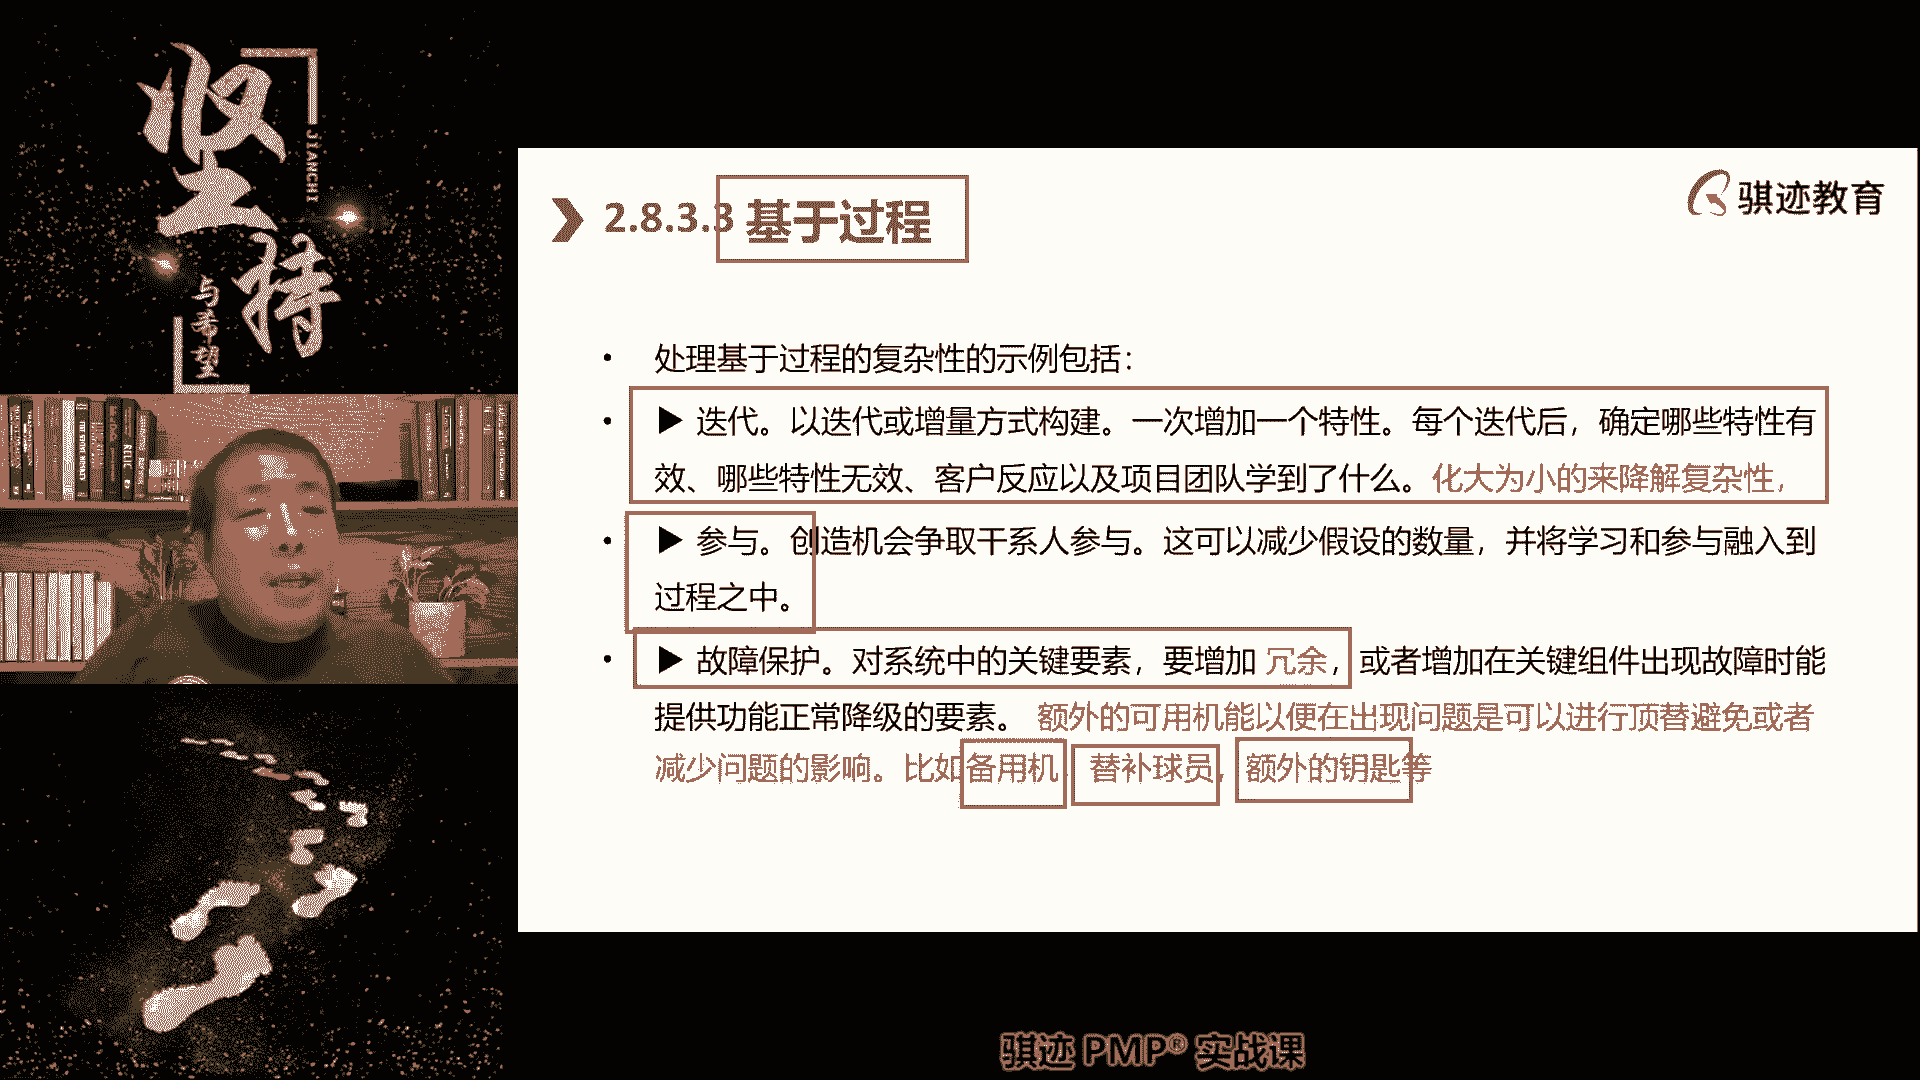 坚持
JIANCHI
与希望
2.8.3.3 基于过程
骐迹教育
• 处理基于过程的复杂性的示例包括：
• ▶ 迭代。以迭代或增量方式构建。一次增加一个特性。每个迭代后，确定哪些特性有
效、哪些特性无效、客户反应以及项目团队学到了什么。化大为小的来降解复杂性，
• ▶ 参与。创造机会争取干系人参与。这可以减少假设的数量，并将学习和参与融入到
过程之中。
• ▶ 故障保护。对系统中的关键要素，要增加 冗余，或者增加在关键组件出现故障时能
提供功能正常降级的要素。 额外的可用机能以便在出现问题是可以进行顶替避免或者
减少问题的影响。比如备用机，替补球员，额外的钥匙等
骐迹 PMP® 实战课